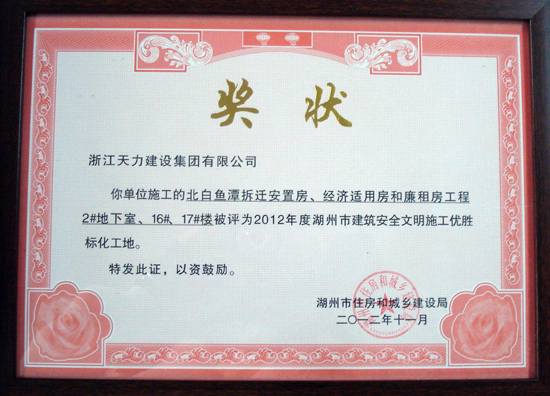 奖状
浙江天力建设集团有限公司
你单位施工的北白鱼潭拆迁安置房、经济适用房和廉租房工程
2#地下室、16#、17#楼被评为2012年度湖州市建筑安全文明施工优胜
标化工地。
特发此证，以资鼓励。
湖州市住房和城乡建设局
二〇一二年十一月